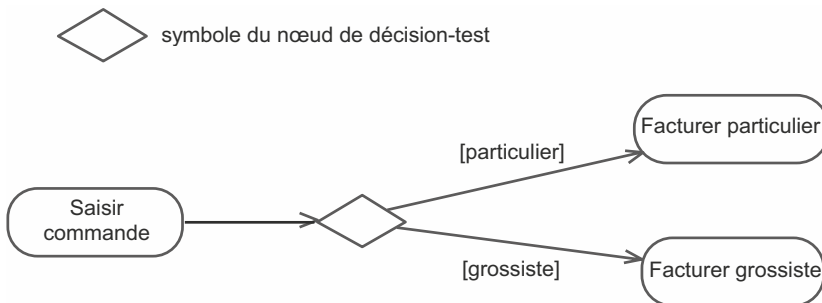 symbole du nœud de décision-test
Facturer particulier
[particulier]
Saisir
commande
[grossiste]
Facturer grossiste